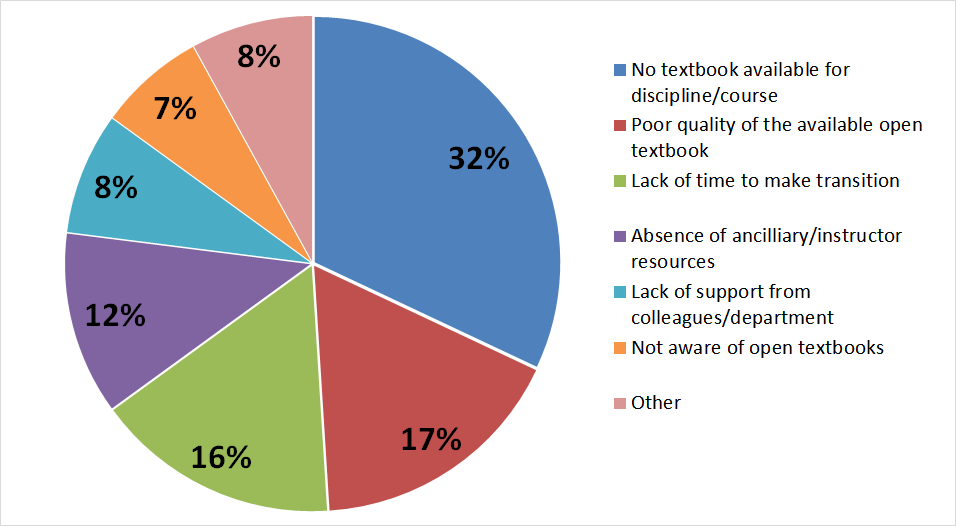 32%
17%
16%
12%
8%
7%
8%
No textbook available for
discipline/course
Poor quality of the available open
textbook
Lack of time to make transition
Absence of ancilliary/instructor
resources
Lack of support from
colleagues/department
Not aware of open textbooks
Other